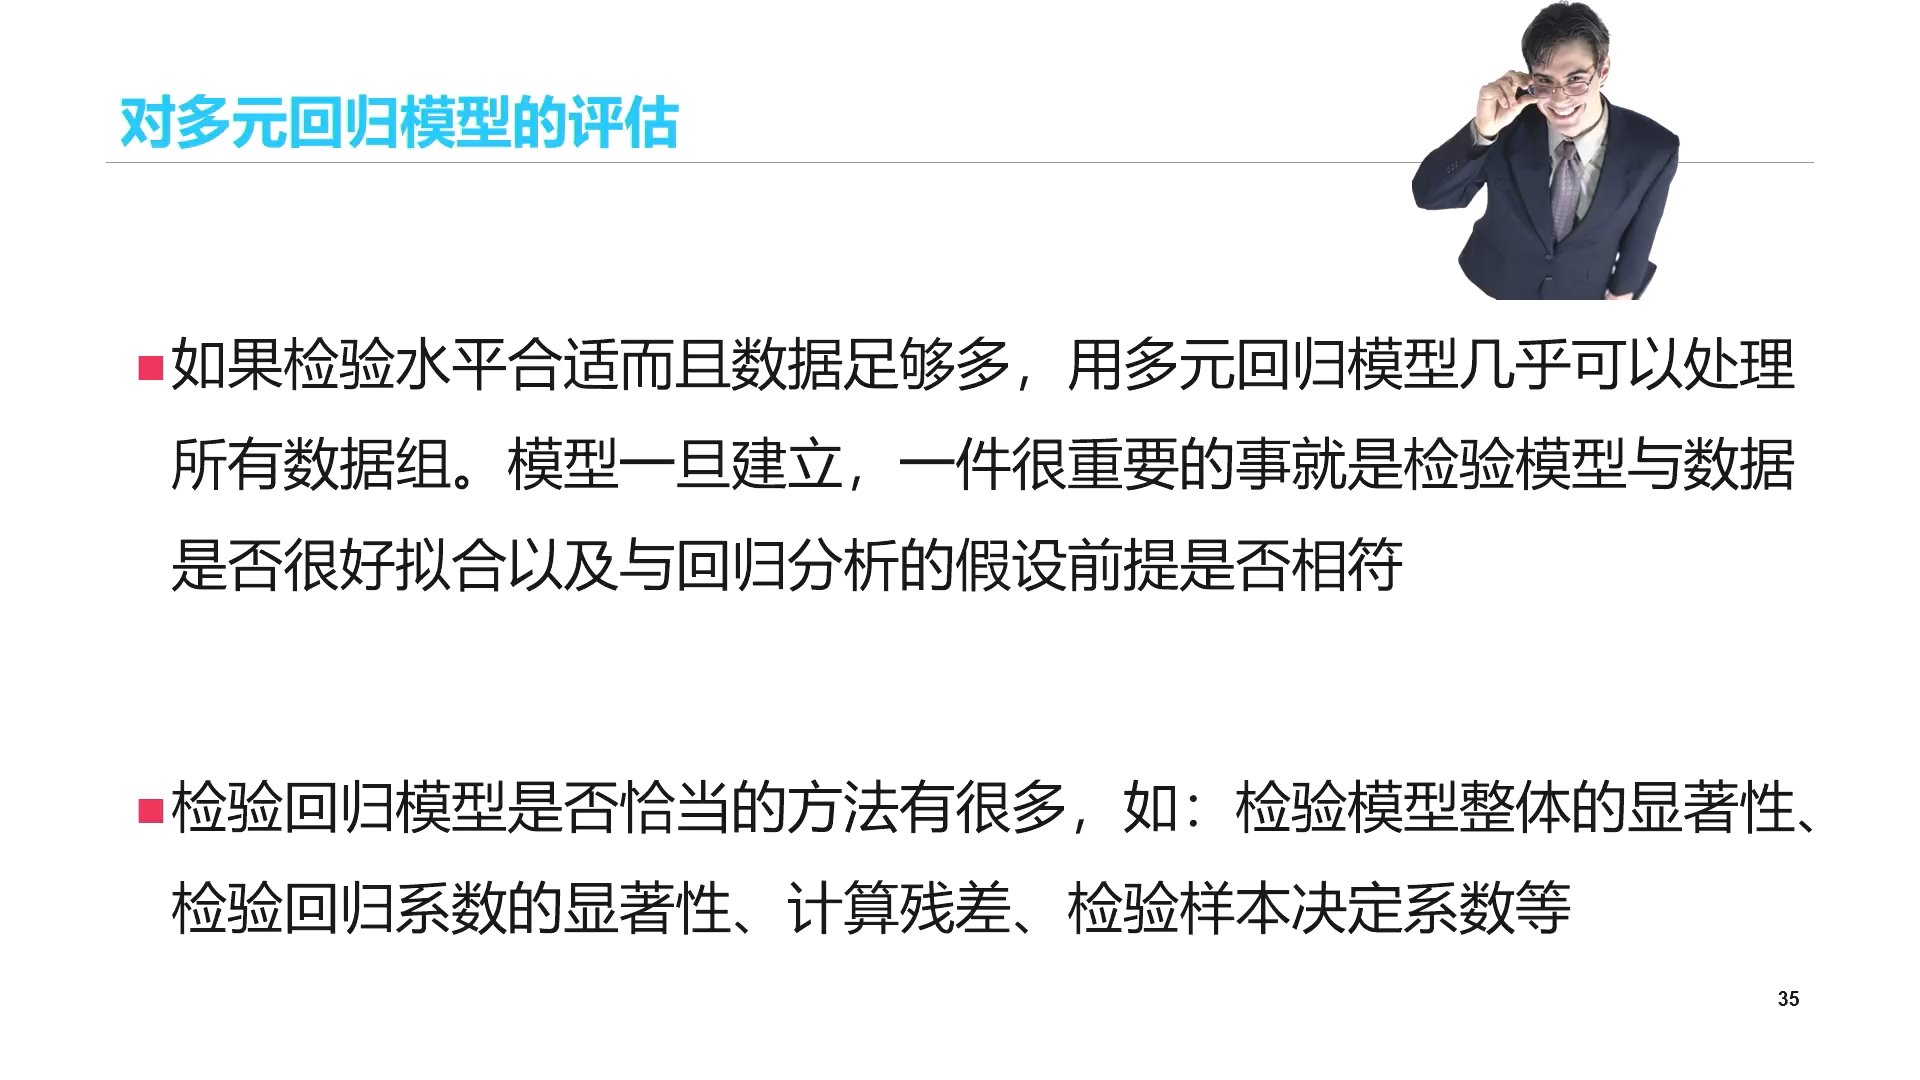 对多元回归模型的评估
如果检验水平合适而且数据足够多，用多元回归模型几乎可以处理
所有数据组。模型一旦建立，一件很重要的事就是检验模型与数据
是否很好拟合以及与回归分析的假设前提是否相符
检验回归模型是否恰当的方法有很多，如：检验模型整体的显著性、
检验回归系数的显著性、计算残差、检验样本决定系数等
35